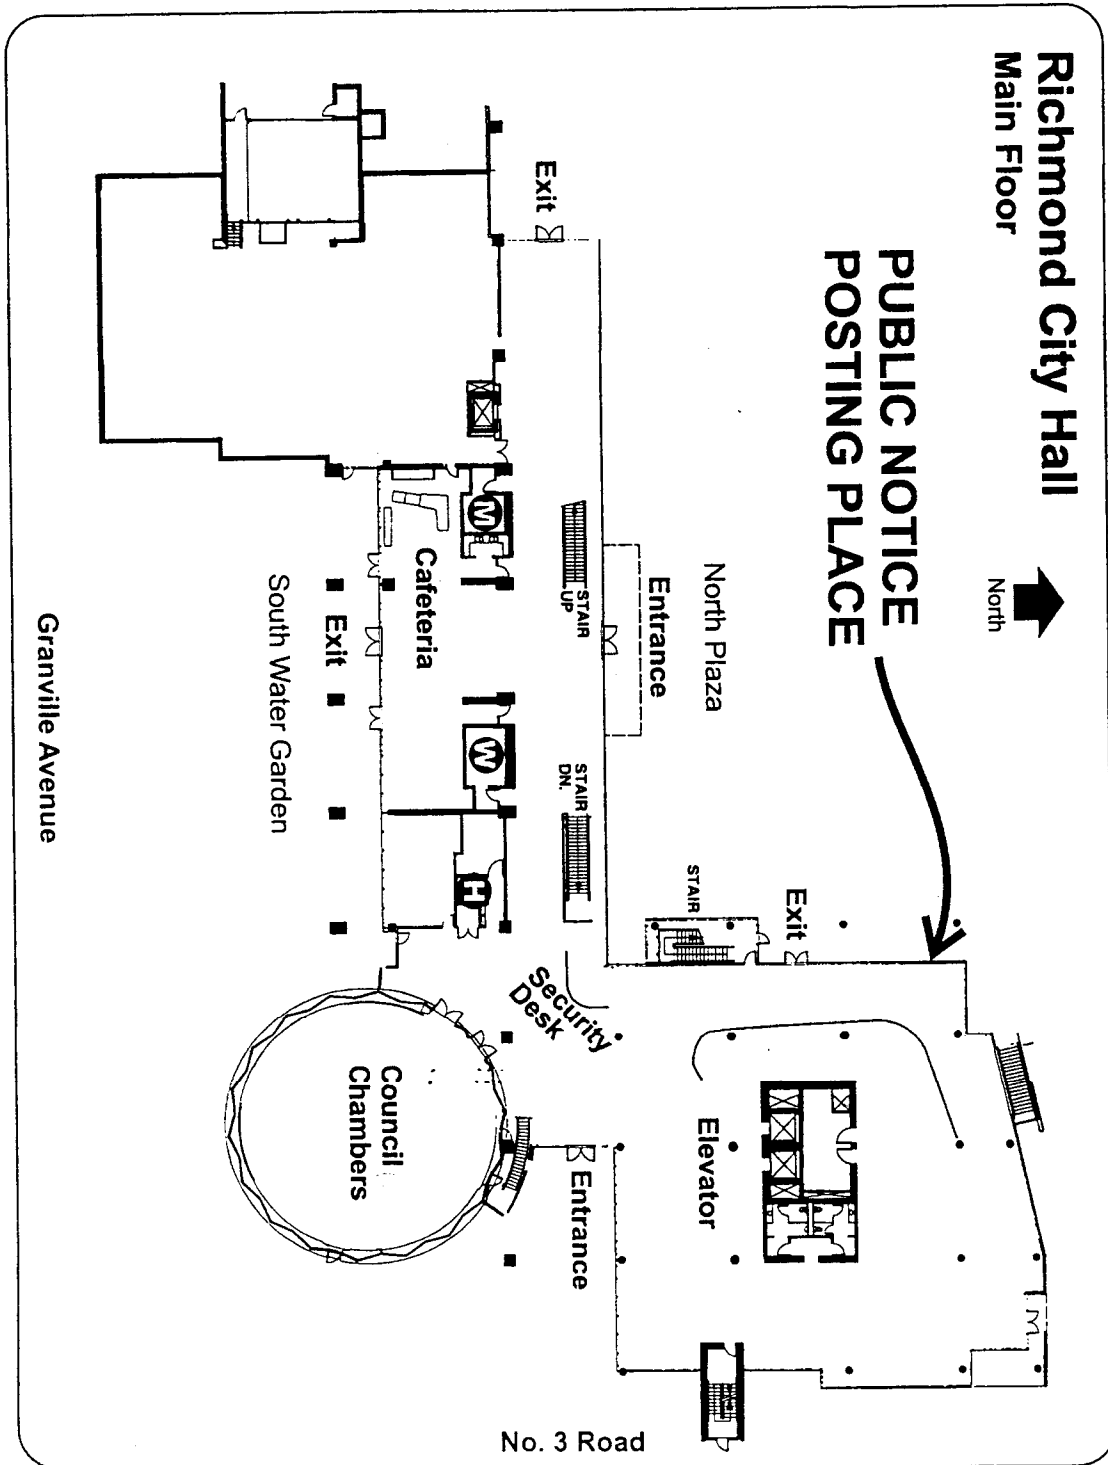 Richmond City Hall
Main Floor
North
PUBLIC NOTICE
POSTING PLACE
North Plaza
Exit
Entrance
STAIR
UP
STAIR
DN.
STAIR
Exit
M
Cafeteria
W
H
Exit
South Water Garden
Security
Desk
Elevator
Council
Chambers
Entrance
Granville Avenue
No. 3 Road